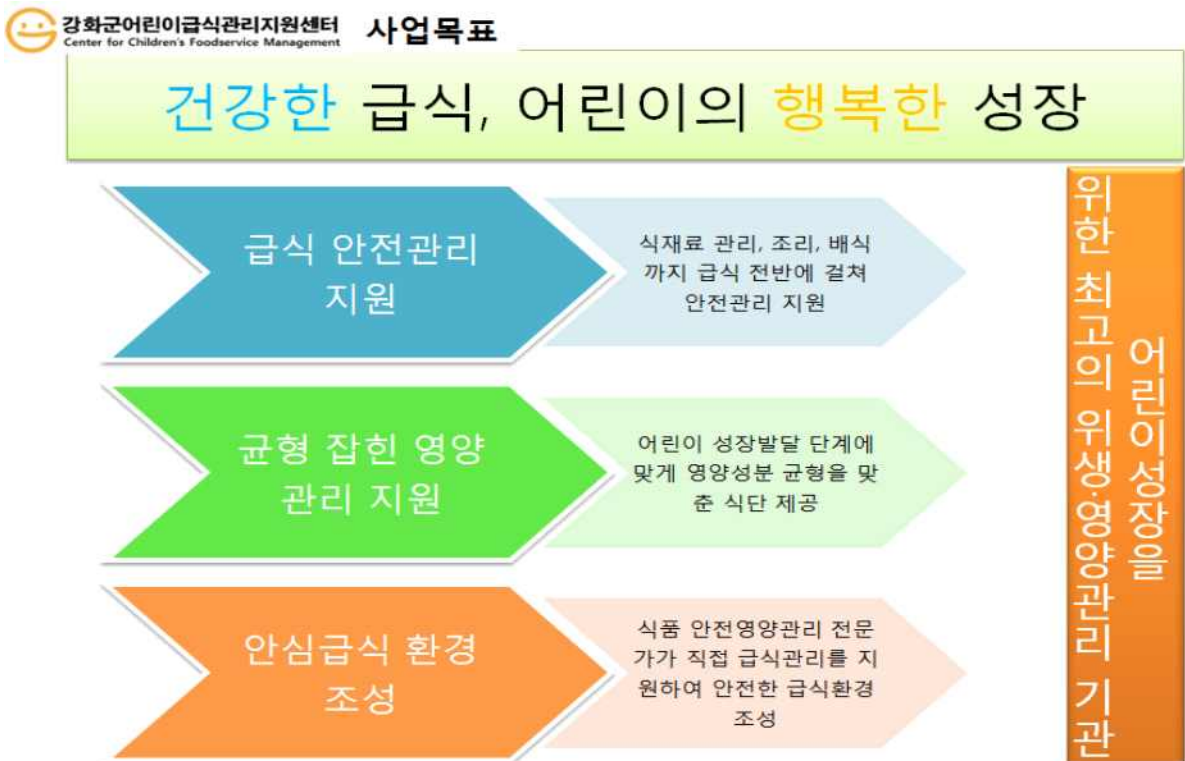 강화군어린이급식관리지원센터
Center for Children's Foodservice Management
사업목표
건강한 급식, 어린이의 행복한 성장
급식 안전관리
지원
식재료 관리, 조리, 배식
까지 급식 전반에 걸쳐
안전관리 지원
균형 잡힌 영양
관리 지원
어린이 성장발달 단계에
맞게 영양성분 균형을 맞
춘 식단 제공
안심급식 환경
조성
식품 안전영양관리 전문
가가 직접 급식관리를 지
원하여 안전한 급식환경
조성
어린이성장을
위한 최고의 위생·영양관리 기관